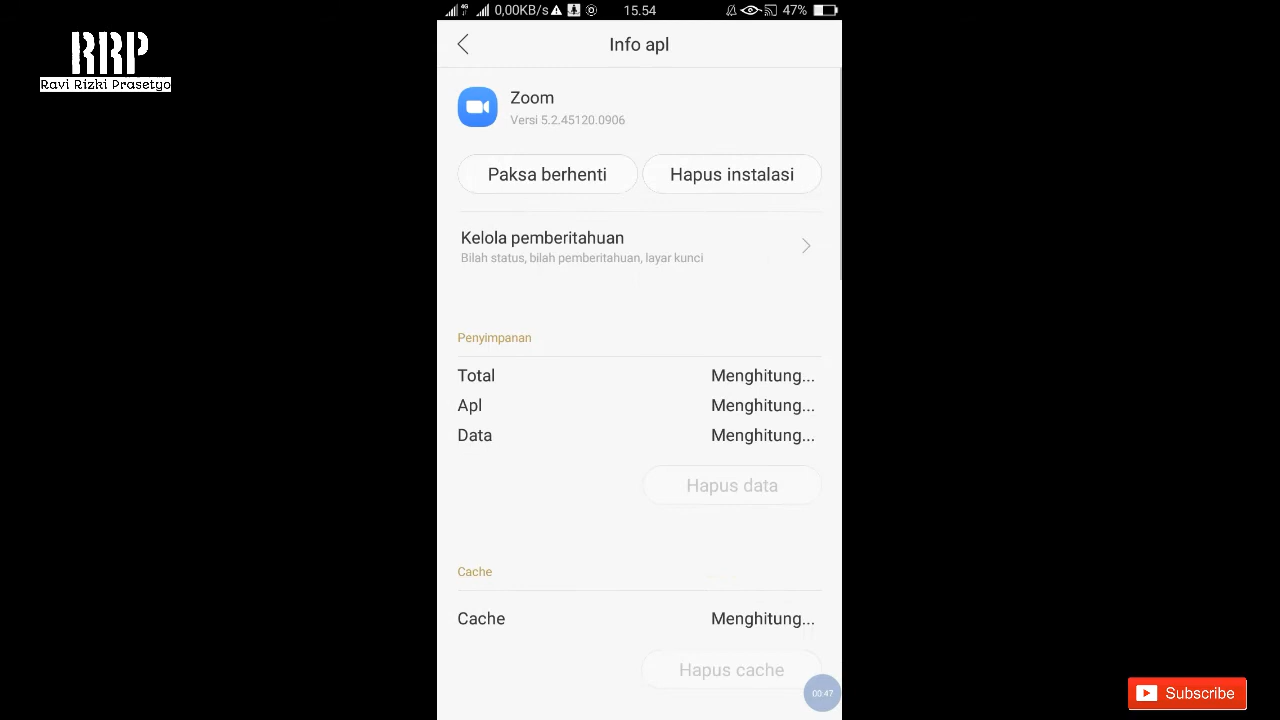 4G 0,00KB/s 15.54 47%
RRP
Ravi Rizki Prasetyo
Info apl
Zoom
Versi 5.2.45120.0906
Paksa berhenti Hapus instalasi
Kelola pemberitahuan
Bilah status, bilah pemberitahuan, layar kunci
Penyimpanan
Total Menghitung...
Apl Menghitung...
Data Menghitung...
Hapus data
Cache
Cache Menghitung...
Hapus cache
00:47
Subscribe